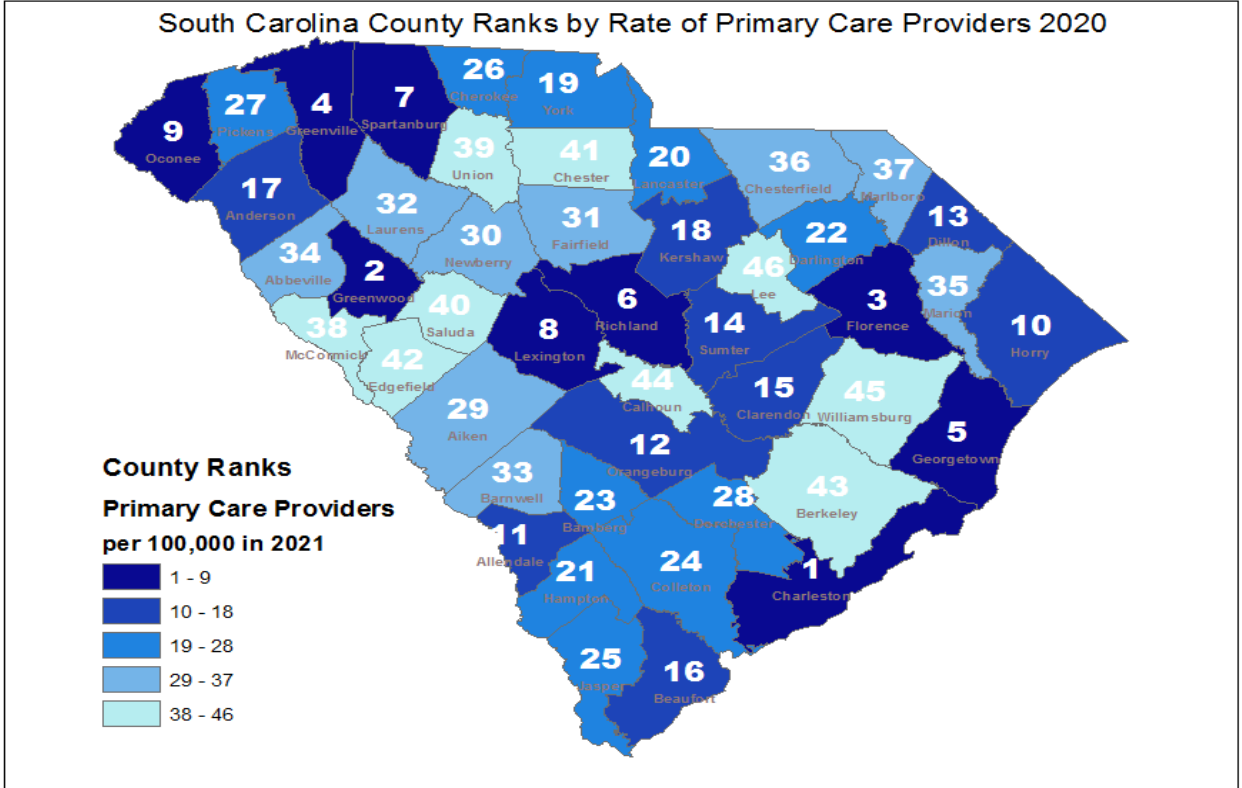 South Carolina County Ranks by Rate of Primary Care Providers 2020
26
Cherokee
19
York
4
Greenville
7
Spartanburg
27
Pickens
9
Oconee
39
Union
41
Chester
20
Lancaster
36
Chesterfield
37
Marlboro
17
Anderson
32
Laurens
31
Fairfield
18
Kershaw
22
Darlington
13
Dillon
30
Newberry
34
Abbeville
2
Greenwood
46
Lee
40
Saluda
6
Richland
3
Florence
35
Marion
38
McCormick
8
Lexington
14
Sumter
10
Horry
42
Edgefield
44
Calhoun
15
Clarendon
45
Williamsburg
29
Aiken
12
Orangeburg
5
Georgetown
33
Barnwell
23
Bamberg
28
Dorchester
43
Berkeley
11
Allendale
21
Hampton
24
Colleton
1
Charleston
25
Jasper
16
Beaufort
County Ranks
Primary Care Providers
per 100,000 in 2021
1 - 9
10 - 18
19 - 28
29 - 37
38 - 46